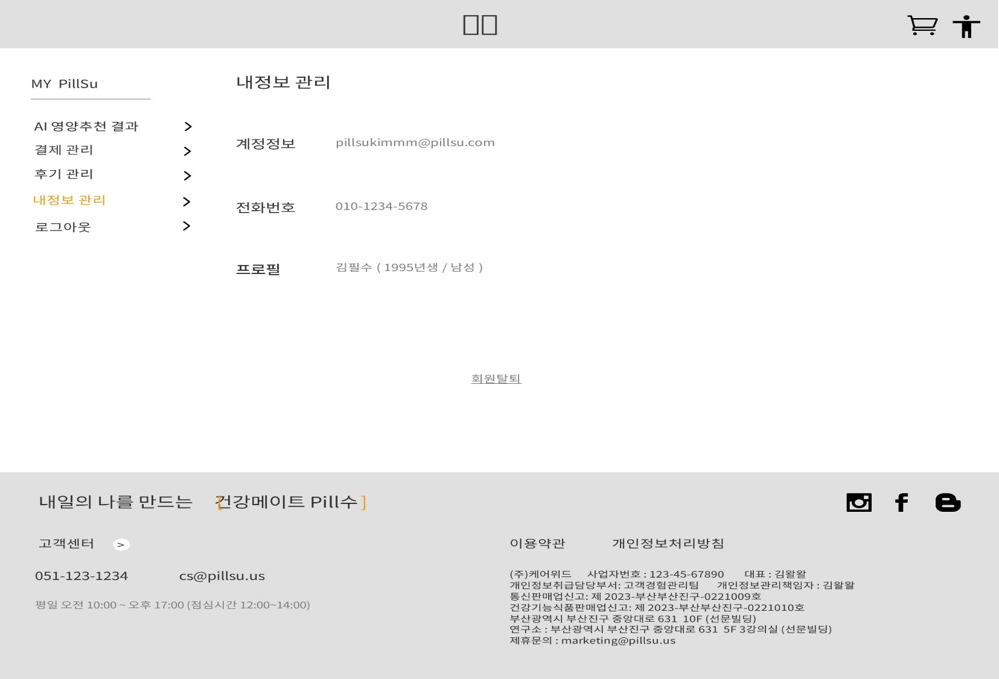 MY PillSu
AI 영양추천 결과
결제 관리
후기 관리
내정보 관리
로그아웃
내정보 관리
계정정보 pillsukimmm@pillsu.com
전화번호 010-1234-5678
프로필 김필수 ( 1995년생 / 남성 )
회원탈퇴
내일의 나를 만드는 [건강메이트 Pill수]
고객센터 >
051-123-1234 cs@pillsu.us
평일 오전 10:00 ~ 오후 17:00 (점심시간 12:00~14:00)
이용약관 개인정보처리방침
(주)케어위드 사업자번호 : 123-45-67890 대표 : 김왈왈
개인정보취급담당부서: 고객경험관리팀 개인정보관리책임자 : 김왈왈
통신판매업신고: 제 2023-부산부산진구-0221009호
건강기능식품판매업신고: 제 2023-부산부산진구-0221010호
부산광역시 부산진구 중앙대로 631 10F (선문빌딩)
연구소 : 부산광역시 부산진구 중앙대로 631 5F 3강의실 (선문빌딩)
제휴문의 : marketing@pillsu.us